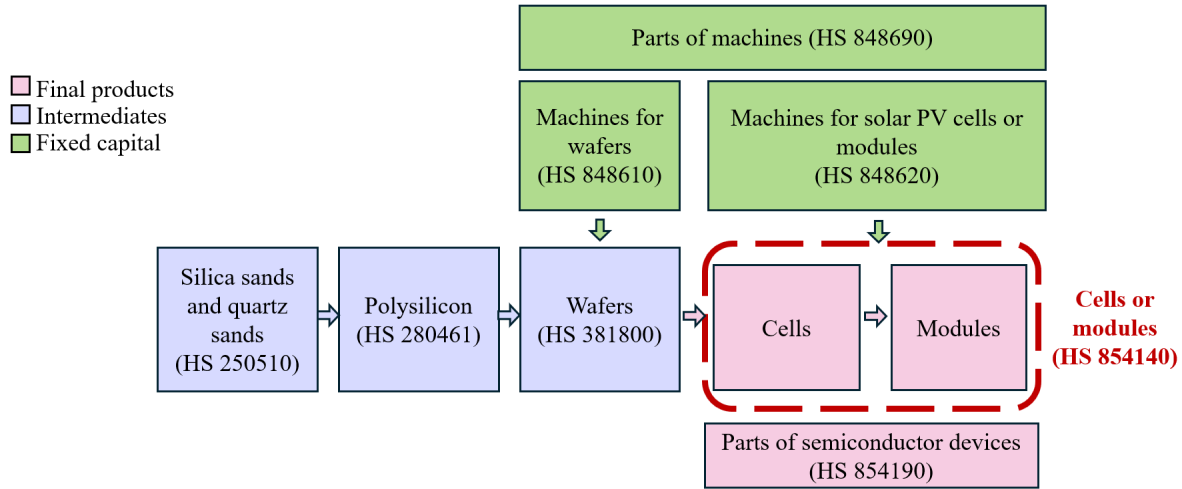 Parts of machines (HS 848690)
Final products
Intermediates
Fixed capital
Machines for
wafers
(HS 848610)
Machines for solar PV cells or
modules
(HS 848620)
Silica sands
and quartz
sands
(HS 250510)
Polysilicon
(HS 280461)
Wafers
(HS 381800)
Cells
Modules
Cells or
modules
(HS 854140)
Parts of semiconductor devices
(HS 854190)